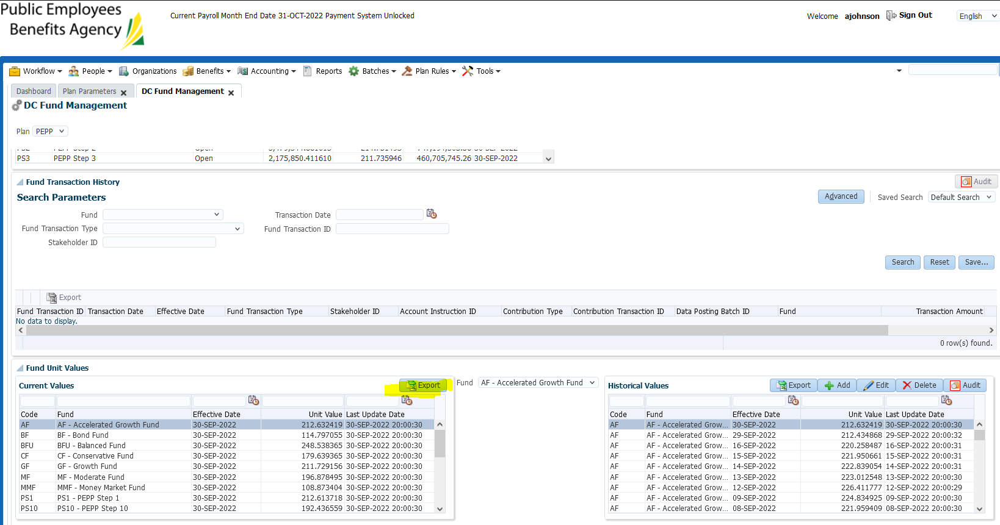 Public Employees
Benefits Agency
Current Payroll Month End Date 31-OCT-2022 Payment System Unlocked
Welcome ajohnson Sign Out English
Workflow People Organizations Benefits Accounting Reports Batches Plan Rules Tools
Dashboard Plan Parameters DC Fund Management
DC Fund Management
Plan PEPP
PS3 PEPP Step 3 Open 2,175,850.411610 211.735946 460,705,745.26 30-SEP-2022
Fund Transaction History Audit
Search Parameters Advanced Saved Search Default Search
Fund Transaction Date
Fund Transaction Type Fund Transaction ID
Stakeholder ID
Search Reset Save...
Export
Fund Transaction ID Transaction Date Effective Date Fund Transaction Type Stakeholder ID Account Instruction ID Contribution Type Contribution Transaction ID Data Posting Batch ID Fund Transaction Amount
No data to display.
0 row(s) found.
Fund Unit Values
Current Values Export Fund AF - Accelerated Growth Fund Historical Values Export Add Edit Delete Audit
Code Fund Effective Date Unit Value Last Update Date Code Fund Effective Date Unit Value Last Update Date
AF AF - Accelerated Growth Fund 30-SEP-2022 212.632419 30-SEP-2022 20:00:30 AF AF - Accelerated Grow... 30-SEP-2022 212.632419 30-SEP-2022 20:00:30
BF BF - Bond Fund 30-SEP-2022 114.797055 30-SEP-2022 20:00:30 AF AF - Accelerated Grow... 29-SEP-2022 212.434868 29-SEP-2022 20:00:32
BFU BFU - Balanced Fund 30-SEP-2022 248.538365 30-SEP-2022 20:00:30 AF AF - Accelerated Grow... 16-SEP-2022 220.258487 16-SEP-2022 20:00:31
CF CF - Conservative Fund 30-SEP-2022 179.639365 30-SEP-2022 20:00:30 AF AF - Accelerated Grow... 15-SEP-2022 221.950661 15-SEP-2022 20:00:31
GF GF - Growth Fund 30-SEP-2022 211.729156 30-SEP-2022 20:00:30 AF AF - Accelerated Grow... 14-SEP-2022 222.839054 14-SEP-2022 20:00:31
MF MF - Moderate Fund 30-SEP-2022 196.878495 30-SEP-2022 20:00:30 AF AF - Accelerated Grow... 13-SEP-2022 223.012548 13-SEP-2022 20:00:30
MMF MMF - Money Market Fund 30-SEP-2022 108.873404 30-SEP-2022 20:00:30 AF AF - Accelerated Grow... 12-SEP-2022 226.411777 12-SEP-2022 20:00:29
PS1 PS1 - PEPP Step 1 30-SEP-2022 212.613718 30-SEP-2022 20:00:30 AF AF - Accelerated Grow... 09-SEP-2022 224.834925 09-SEP-2022 20:00:30
PS10 PS10 - PEPP Step 10 30-SEP-2022 192.436559 30-SEP-2022 20:00:30 AF AF - Accelerated Grow... 08-SEP-2022 221.959409 08-SEP-2022 20:00:30